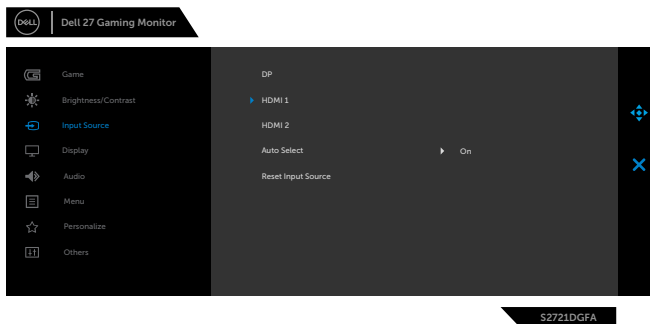 DELL
Dell 27 Gaming Monitor
Game
Brightness/Contrast
Input Source
Display
Audio
Menu
Personalize
Others
DP
HDMI 1
HDMI 2
Auto Select On
Reset Input Source
S2721DGFA